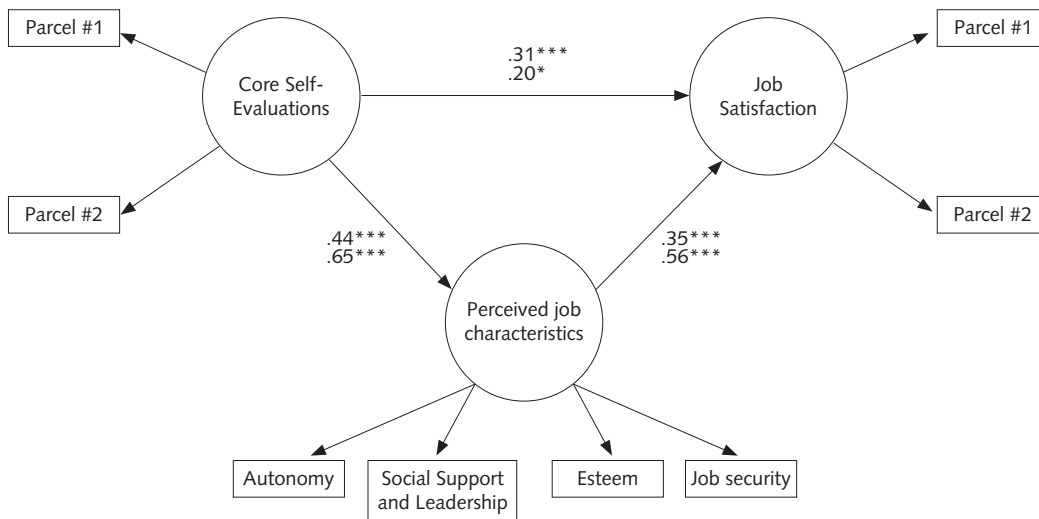 Parcel #1
Parcel #1
Core Self-
Evaluations
.31***
.20*
Job
Satisfaction
Parcel #2
Parcel #2
.44***
.65***
.35***
.56***
Perceived job
characteristics
Autonomy
Social Support
and Leadership
Esteem
Job security